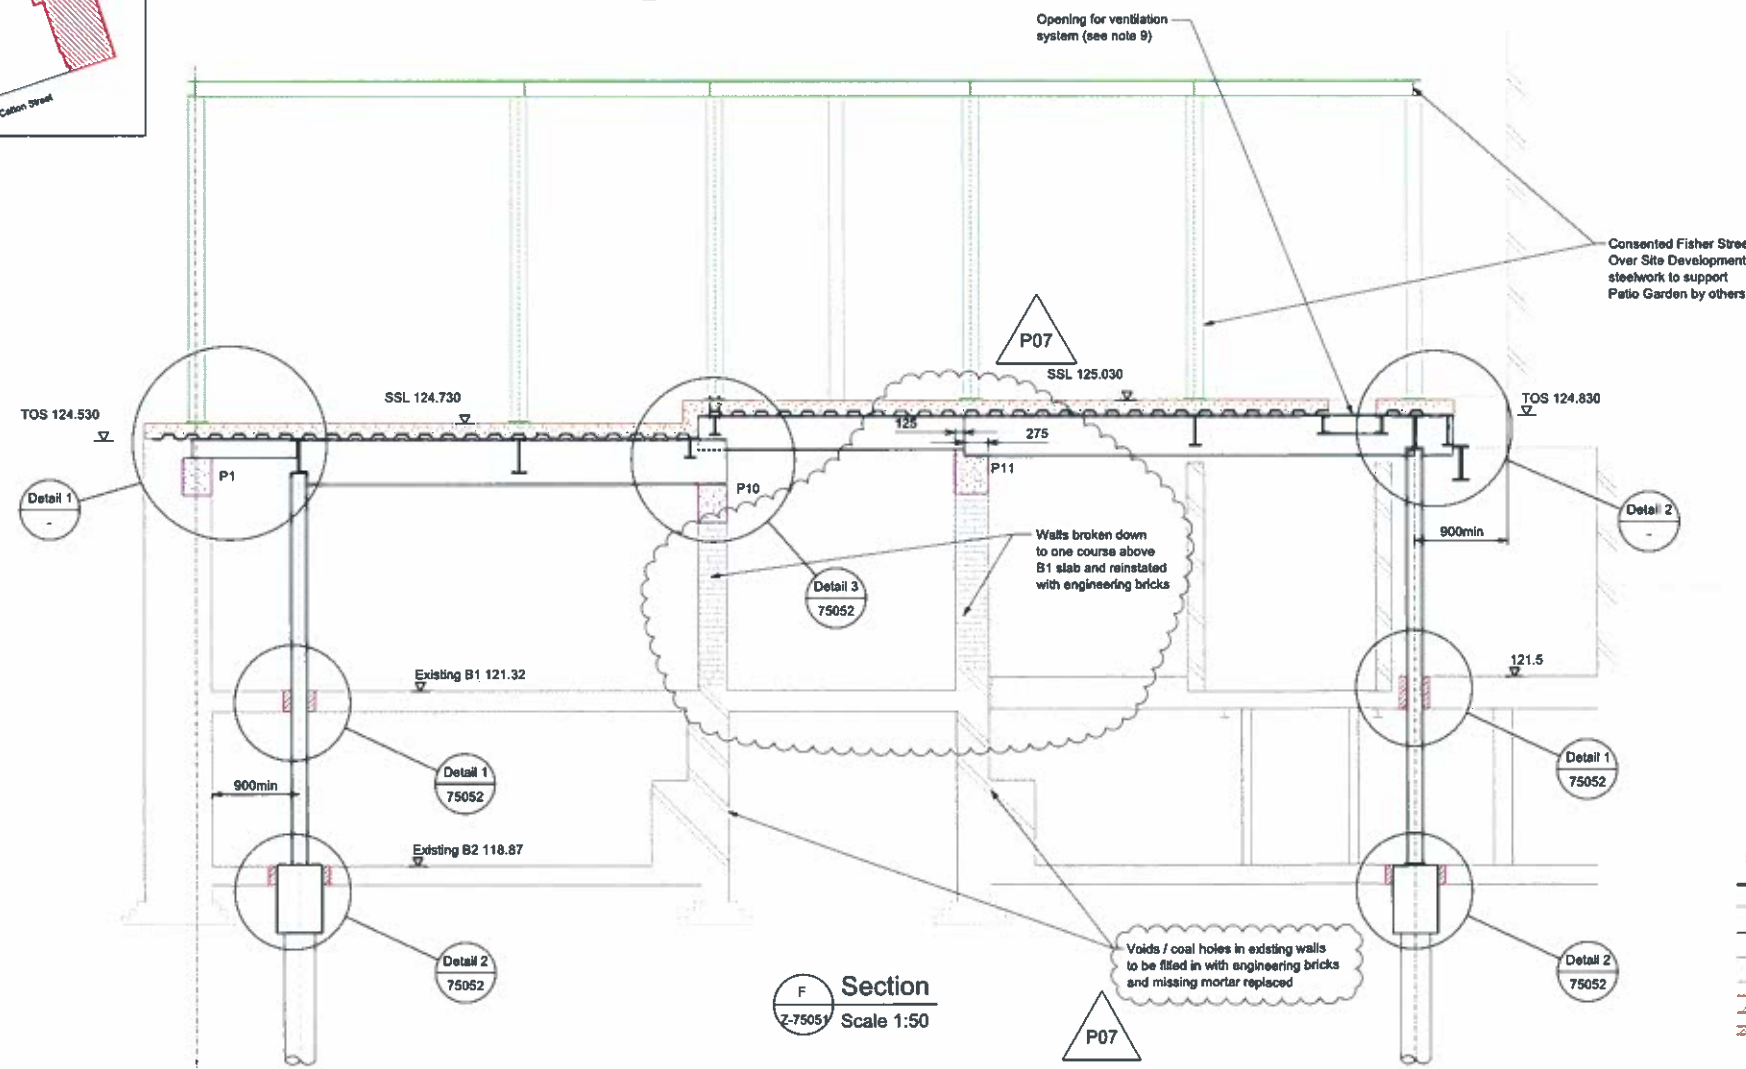 Catton Street
Opening for ventilation
system (see note 9)
Consented Fisher Stree
Over Site Development
steelwork to support
Patio Garden by others
P07
SSL 125.030
SSL 124.730
TOS 124.530
TOS 124.830
125
275
P1
P10
P11
Detail 1
-
Detail 2
-
900min
Walls broken down
to one course above
B1 slab and reinstated
with engineering bricks
Detail 3
75052
Existing B1 121.32
121.5
Detail 1
75052
Detail 1
75052
900min
Existing B2 118.87
Voids / coal holes in existing walls
to be filled in with engineering bricks
and missing mortar replaced
Detail 2
75052
Detail 2
75052
F
Z-75051
Section
Scale 1:50
P07